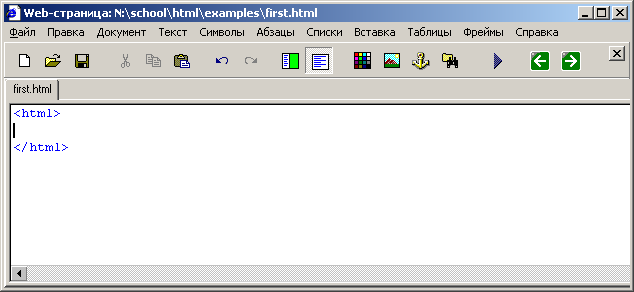 Web-страница: N:\school\html\examples\first.html
Файл Правка Документ Текст Символы Абзацы Списки Вставка Таблицы Фреймы Справка
first.html
<html>
</html>